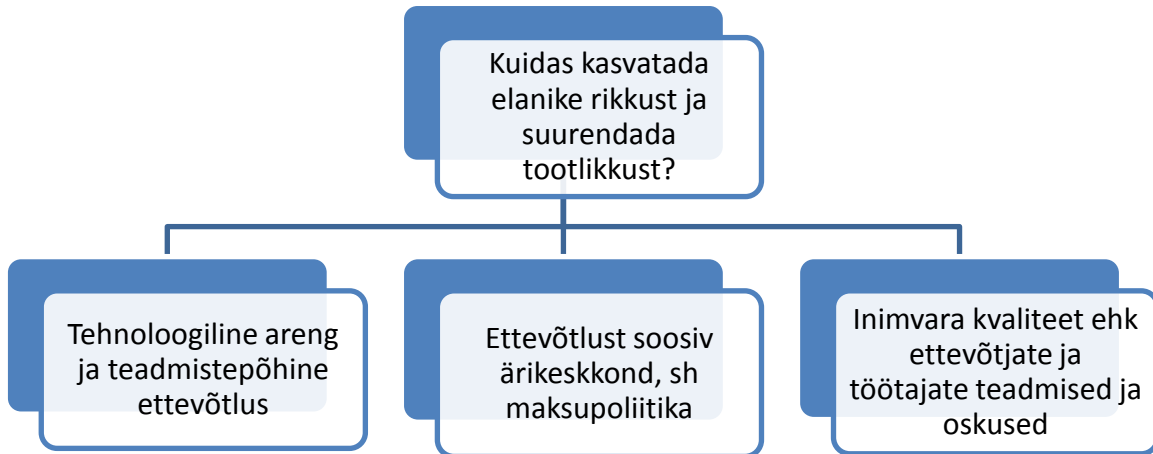 Kuidas kasvatada
elanike rikkust ja
suurendada
tootlikkust?
Tehnoloogiline areng
ja teadmistepõhine
ettevõtlus
Ettevõtlust soosiv
ärikeskkond, sh
maksupoliitika
Inimvara kvaliteet ehk
ettevõtjate ja
töötajate teadmised ja
oskused